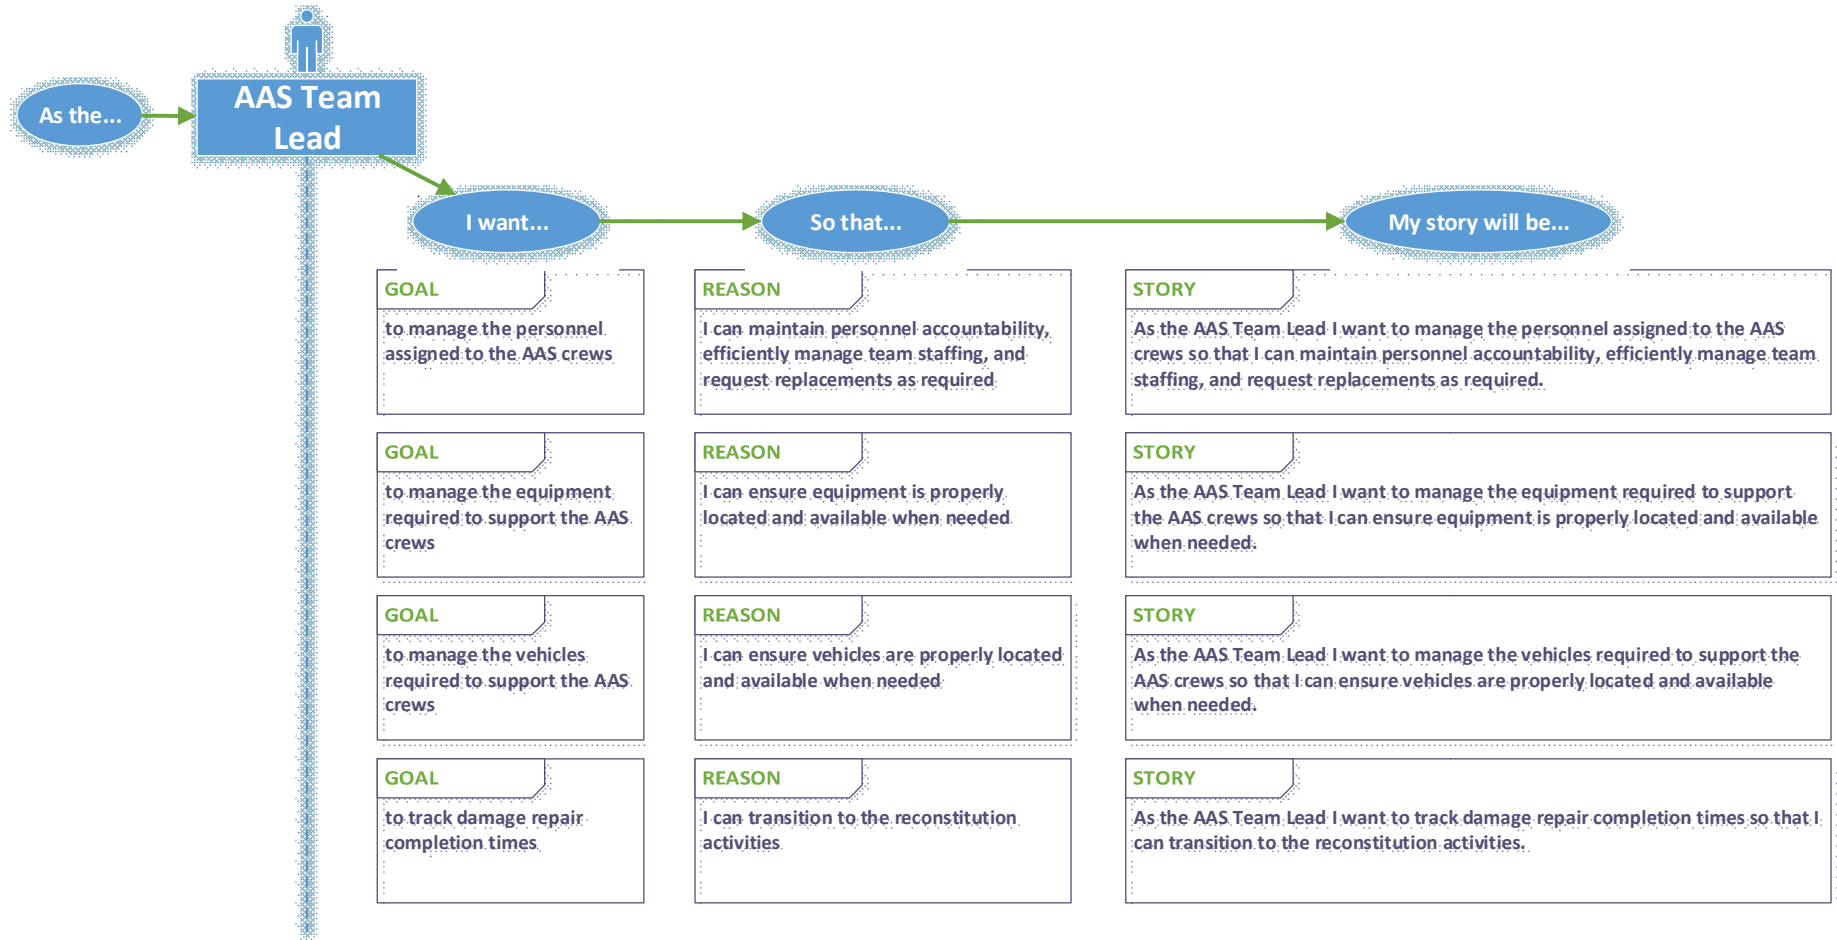 As the...
AAS Team
Lead
I want...
So that...
My story will be...
GOAL
to manage the personnel
assigned to the AAS crews
REASON
I can maintain personnel accountability,
efficiently manage team staffing, and
request replacements as required
STORY
As the AAS Team Lead I want to manage the personnel assigned to the AAS
crews so that I can maintain personnel accountability, efficiently manage team
staffing, and request replacements as required.
GOAL
to manage the equipment
required to support the AAS
crews
REASON
I can ensure equipment is properly
located and available when needed
STORY
As the AAS Team Lead I want to manage the equipment required to support
the AAS crews so that I can ensure equipment is properly located and available
when needed.
GOAL
to manage the vehicles
required to support the AAS
crews
REASON
I can ensure vehicles are properly located
and available when needed
STORY
As the AAS Team Lead I want to manage the vehicles required to support the
AAS crews so that I can ensure vehicles are properly located and available
when needed.
GOAL
to track damage repair
completion times
REASON
I can transition to the reconstitution
activities
STORY
As the AAS Team Lead I want to track damage repair completion times so that I
can transition to the reconstitution activities.